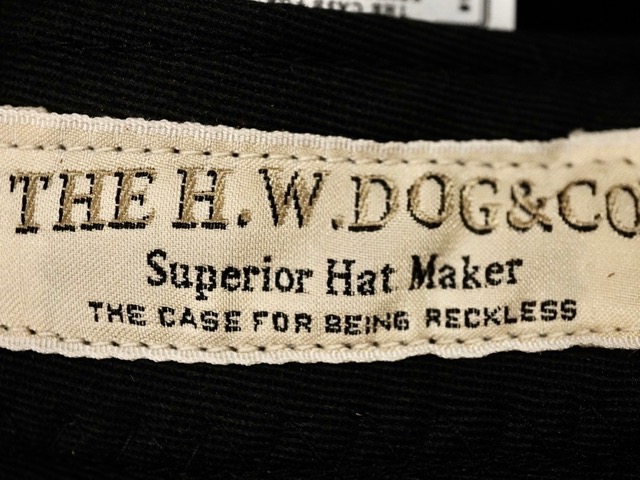 THE H.W.DOG&CO
Superior Hat Maker
THE CASE FOR BEING RECKLESS